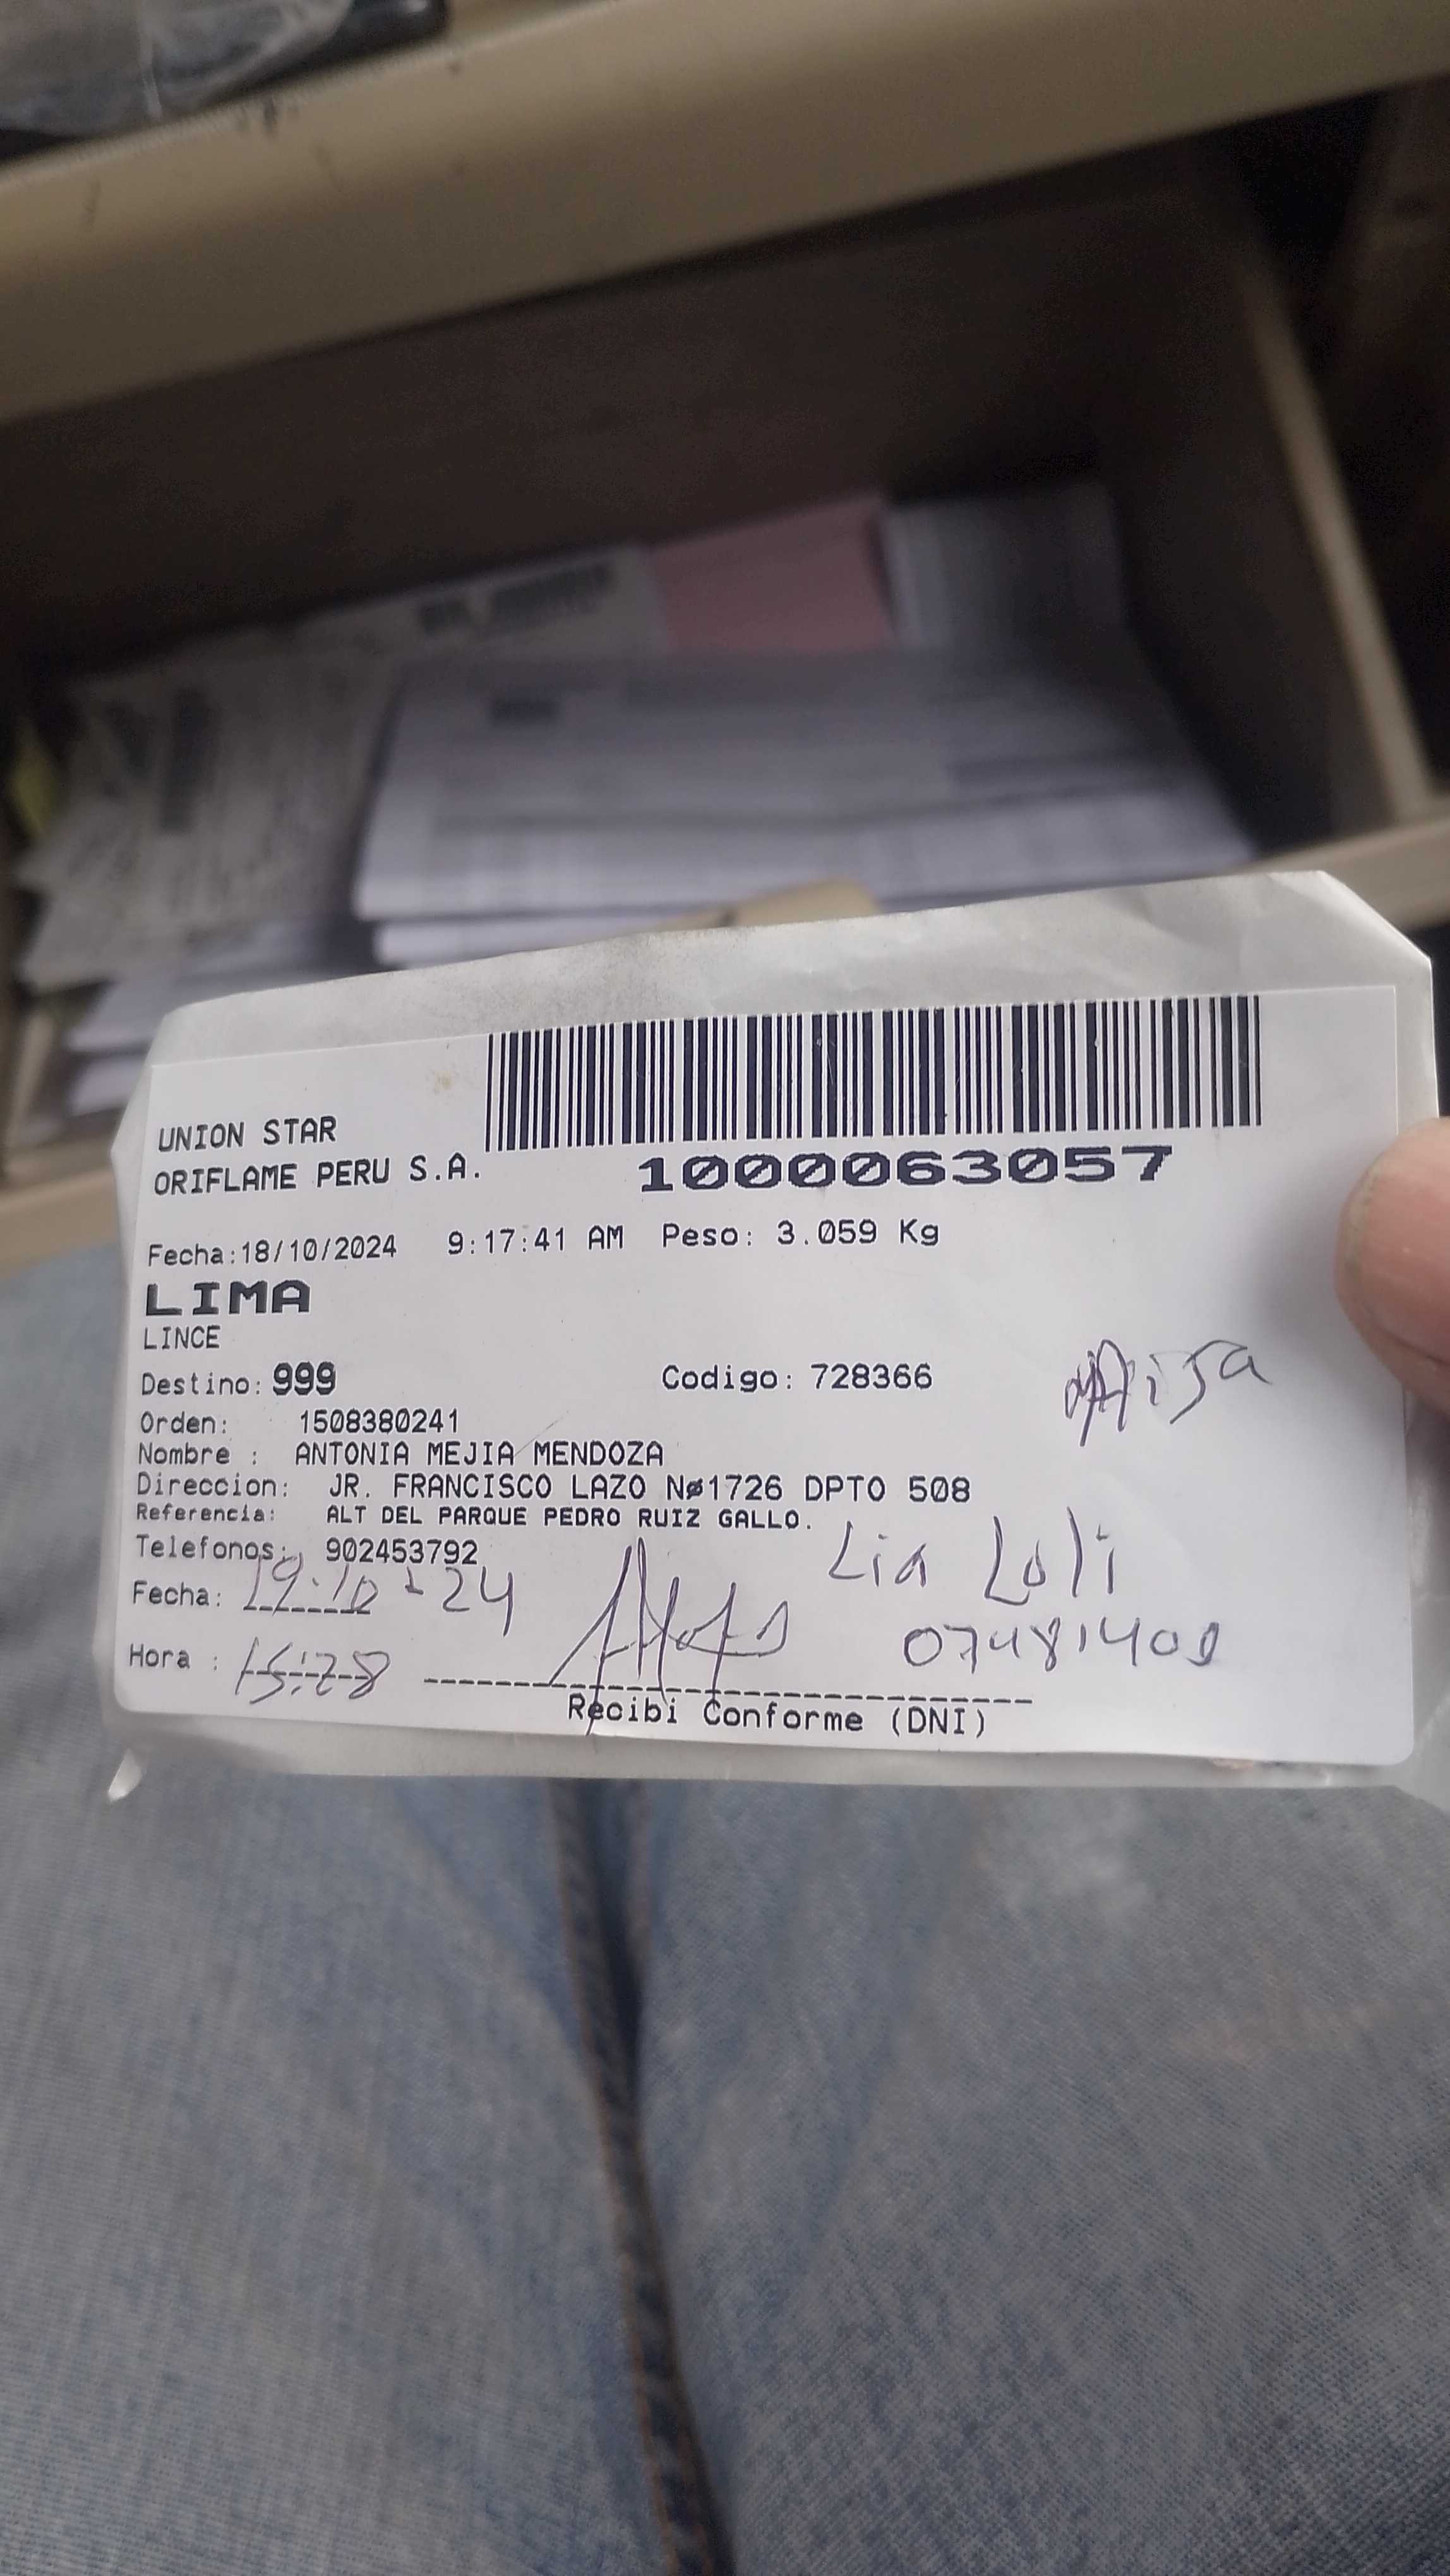 UNION STAR
ORIFLAME PERU S.A.
1000063057
Fecha:18/10/2024 9:17:41 AM Peso: 3.059 Kg
LIMA
LINCE
Destino: 999 Codigo: 728366
Orden: 1508380241
Nombre : ANTONIA MEJIA MENDOZA
Direccion: JR. FRANCISCO LAZO Nø1726 DPTO 508
Referencia: ALT DEL PARQUE PEDRO RUIZ GALLO.
Telefonos: 902453792
Lia Loli
Fecha: 19-10-24
Hora : 15:28
Recibi Conforme (DNI)